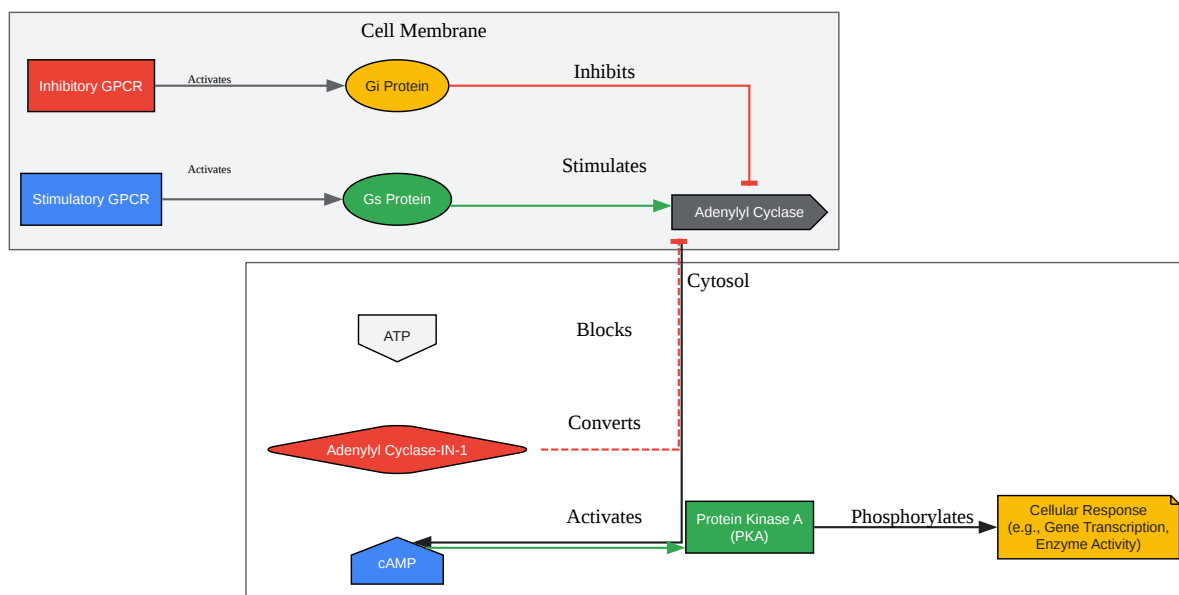 Cell Membrane
Inhibitory GPCR
Activates
Gi Protein
Inhibits
Stimulatory GPCR
Activates
Gs Protein
Stimulates
Adenylyl Cyclase
Cytosol
ATP
Blocks
Converts
Adenylyl Cyclase-IN-1
Activates
cAMP
Protein Kinase A
(PKA)
Phosphorylates
Cellular Response
(e.g., Gene Transcription,
Enzyme Activity)